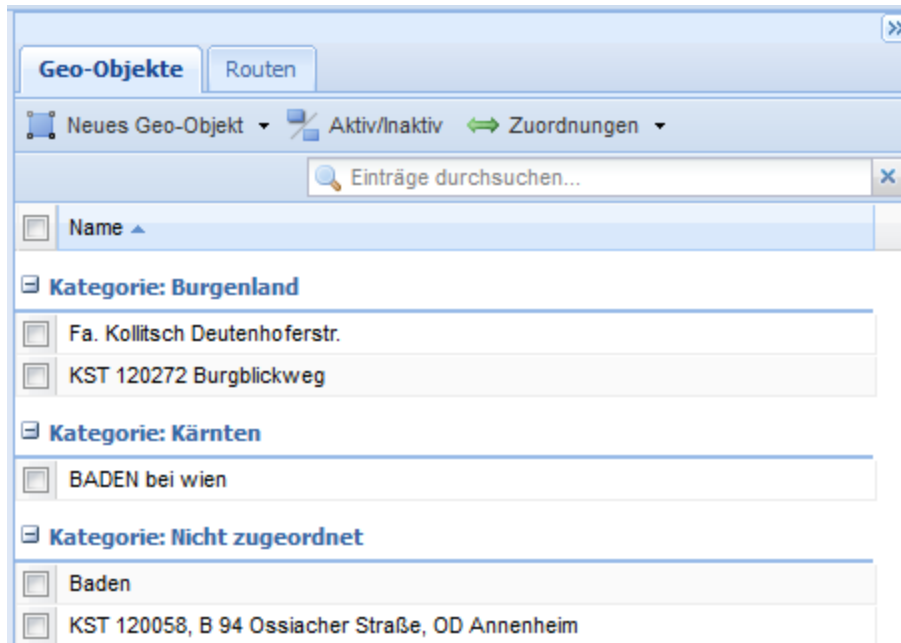 Geo-Objekte Routen
Neues Geo-Objekt Aktiv/Inaktiv Zuordnungen
Einträge durchsuchen...
Name
Kategorie: Burgenland
Fa. Kollitsch Deutenhoferstr.
KST 120272 Burgblickweg
Kategorie: Kärnten
BADEN bei wien
Kategorie: Nicht zugeordnet
Baden
KST 120058, B 94 Ossiacher Straße, OD Annenheim